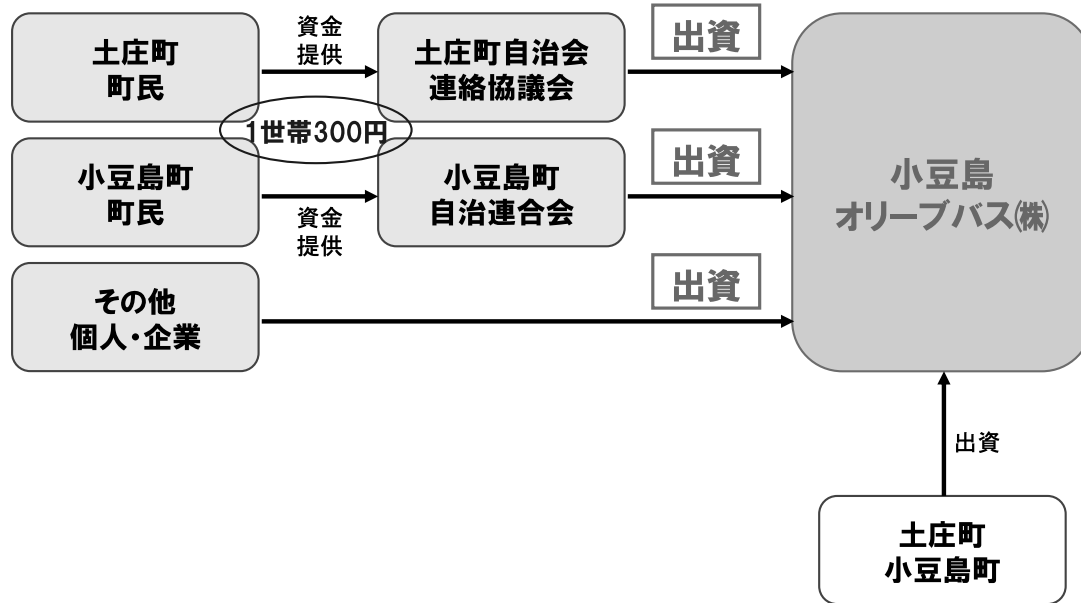 土庄町
町民
資金
提供
土庄町自治会
連絡協議会
出資
1世帯300円
小豆島町
町民
資金
提供
小豆島町
自治連合会
出資
小豆島
オリーブバス㈱
その他
個人・企業
出資
出資
土庄町
小豆島町